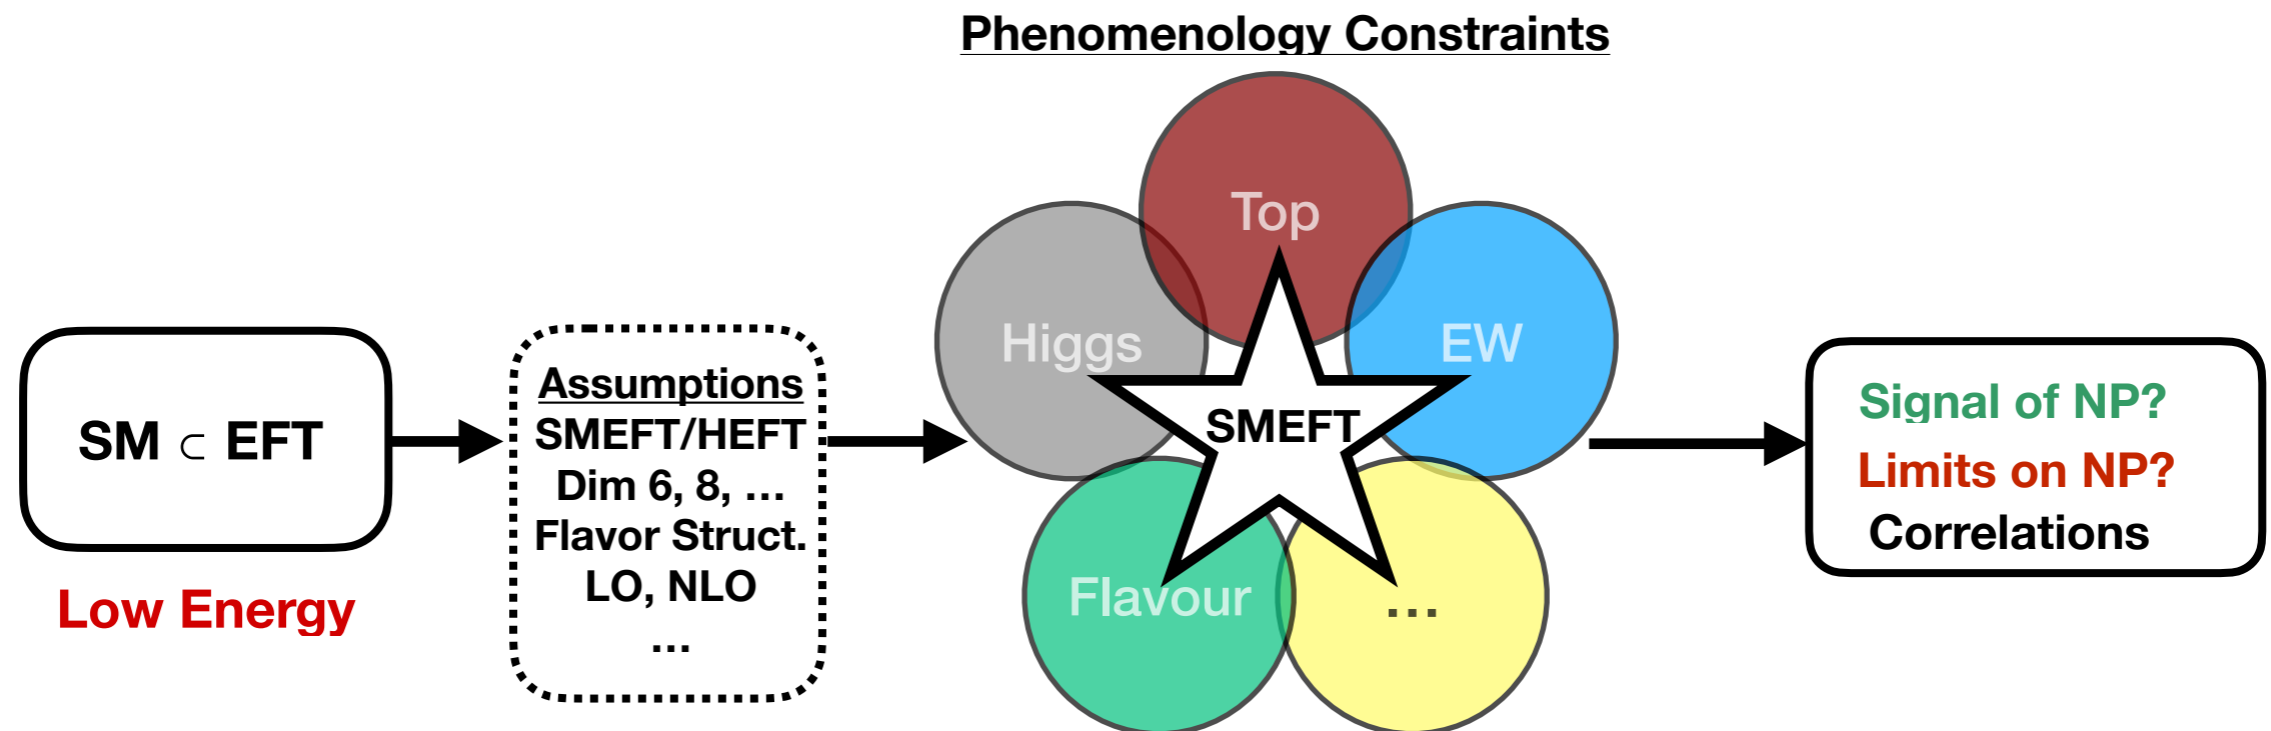 Phenomenology Constraints
SM ⊂ EFT
Low Energy
Assumptions
SMEFT/HEFT
Dim 6, 8, ...
Flavor Struct.
LO, NLO
...
Top
Higgs
EW
SMEFT
Flavour
...
Signal of NP?
Limits on NP?
Correlations